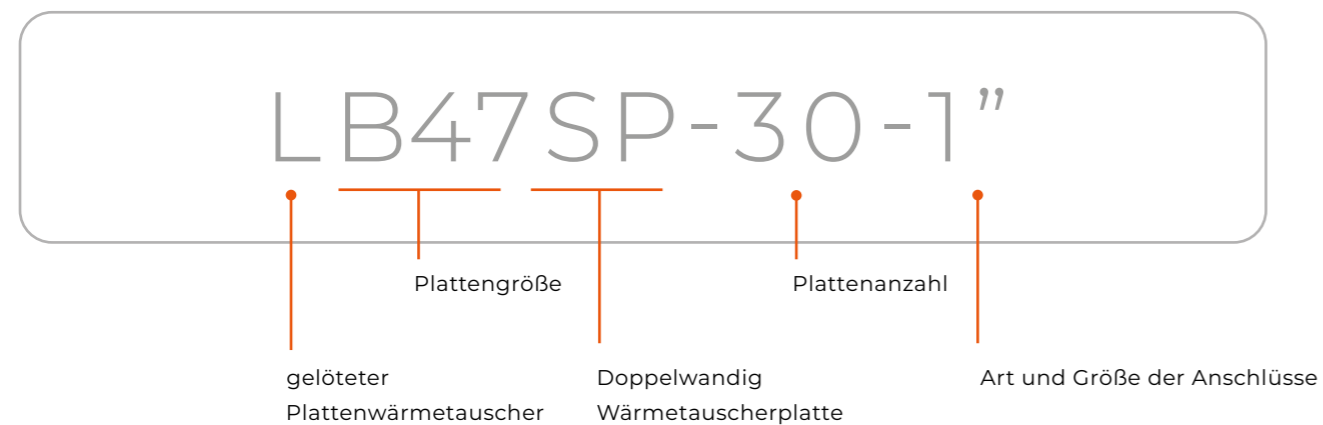 LB47SP-30-1”
Plattengröße
Plattenanzahl
gelöteter
Plattenwärmetauscher
Doppelwandig
Wärmetauscherplatte
Art und Größe der Anschlüsse